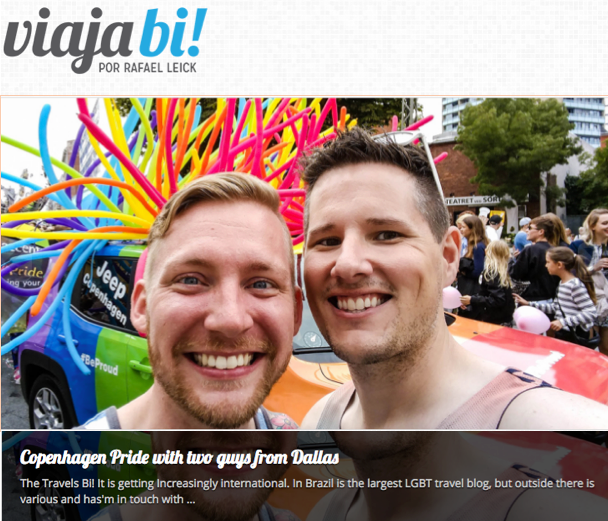 viaja bi!
POR RAFAEL LEICK
Jeep
Copenhagen
Pride
#BeProud
TEATRET
SORT
Copenhagen Pride with two guys from Dallas
The Travels Bi! It is getting increasingly international. In Brazil is the largest LGBT travel blog, but outside there is
various and has'm in touch with ...